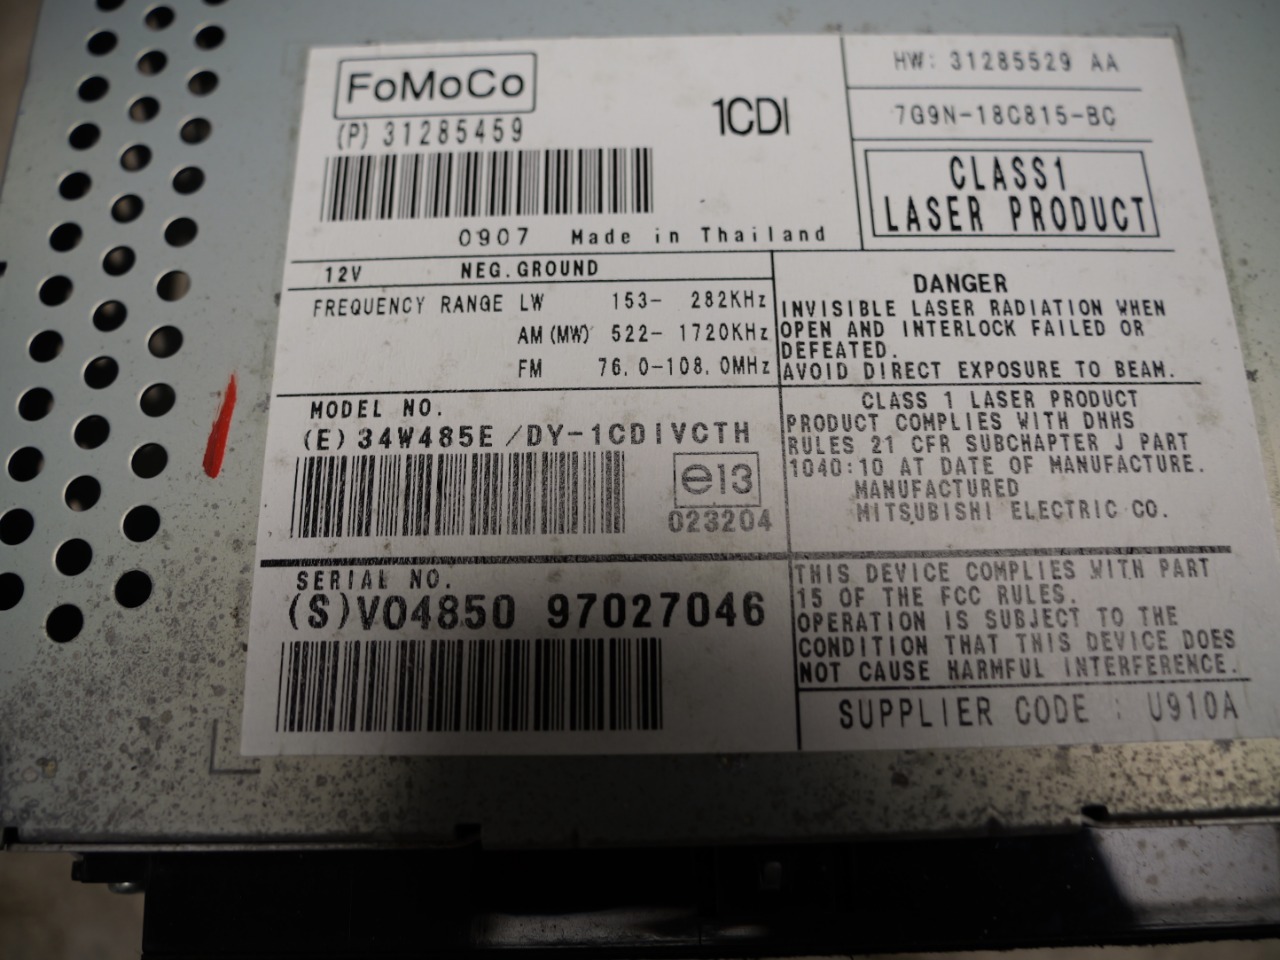 FoMoCo
(P) 31285459
1CDI
0907 Made in Thailand
HW: 31285529 AA
7G9N-18C815-BC
CLASS1
LASER PRODUCT
12V NEG.GROUND
FREQUENCY RANGE LW 153- 282KHz
AM(MW) 522- 1720KHz
FM 76.0-108.0MHz
DANGER
INVISIBLE LASER RADIATION WHEN
OPEN AND INTERLOCK FAILED OR
DEFEATED.
AVOID DIRECT EXPOSURE TO BEAM.
MODEL NO.
(E) 34W485E/DY-1CDIVCTH
e13
023204
CLASS 1 LASER PRODUCT
PRODUCT COMPLIES WITH DHHS
RULES 21 CFR SUBCHAPTER J PART
1040:10 AT DATE OF MANUFACTURE.
MANUFACTURED
MITSUBISHI ELECTRIC CO.
SERIAL NO.
(S)VO4850 97027046
THIS DEVICE COMPLIES WITH PART
15 OF THE FCC RULES.
OPERATION IS SUBJECT TO THE
CONDITION THAT THIS DEVICE DOES
NOT CAUSE HARMFUL INTERFERENCE.
SUPPLIER CODE : U910A